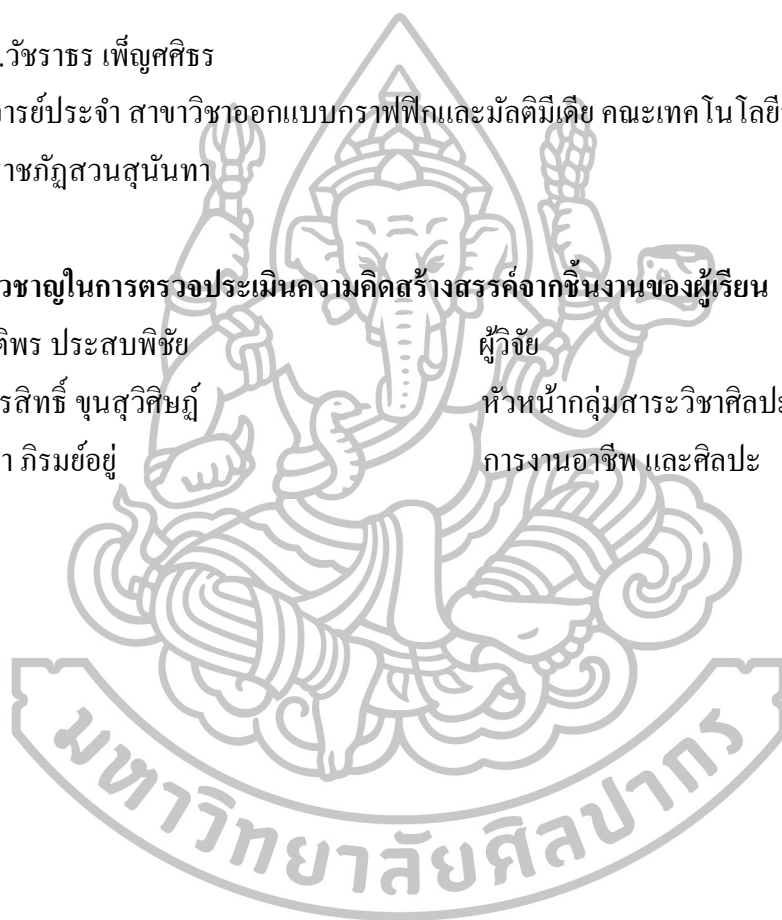 .วัชราธร เพ็ญศศิธร
ารย์ประจำ สาขาวิชาออกแบบกราฟฟิกและมัลติมีเดีย คณะเทคโนโลยี
าชภัฏสวนสุนันทา
วชาญในการตรวจประเมินความคิดสร้างสรรค์จากชิ้นงานของผู้เรียน
ติพร ประสบพิชัย ผู้วิจัย
รสิทธิ์ ขุนสุวิศิษฏ์ หัวหน้ากลุ่มสาระวิชาศิลปะ
า ภิรมย์อยู่ การงานอาชีพ และศิลปะ
มหาวิทยาลัยศิลปากร